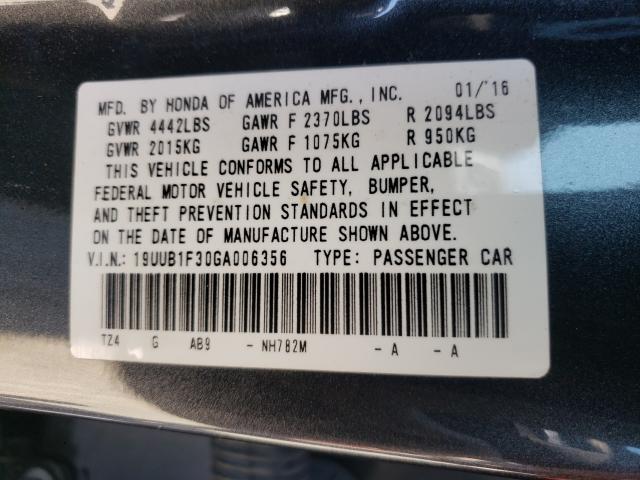 MFD. BY HONDA OF AMERICA MFG., INC. 01/'16
GVWR 4442LBS GAWR F 2370LBS R 2094LBS
GVWR 2015KG GAWR F 1075KG R 950KG
THIS VEHICLE CONFORMS TO ALL APPLICABLE
FEDERAL MOTOR VEHICLE SAFETY, BUMPER,
AND THEFT PREVENTION STANDARDS IN EFFECT
ON THE DATE OF MANUFACTURE SHOWN ABOVE.
V.I.N.: 19UUB1F30GA006356 TYPE: PASSENGER CAR
TZ4 G AB9 - NH782M - A - A